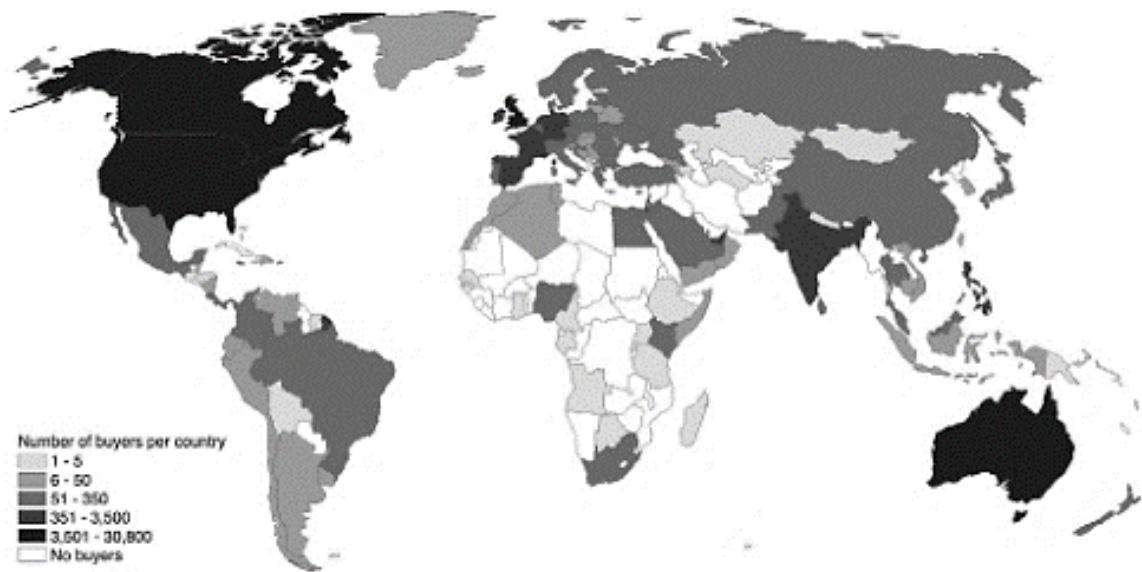 Number of buyers per country
1 - 5
6 - 50
51 - 350
351 - 3,500
3,501 - 30,800
No buyers